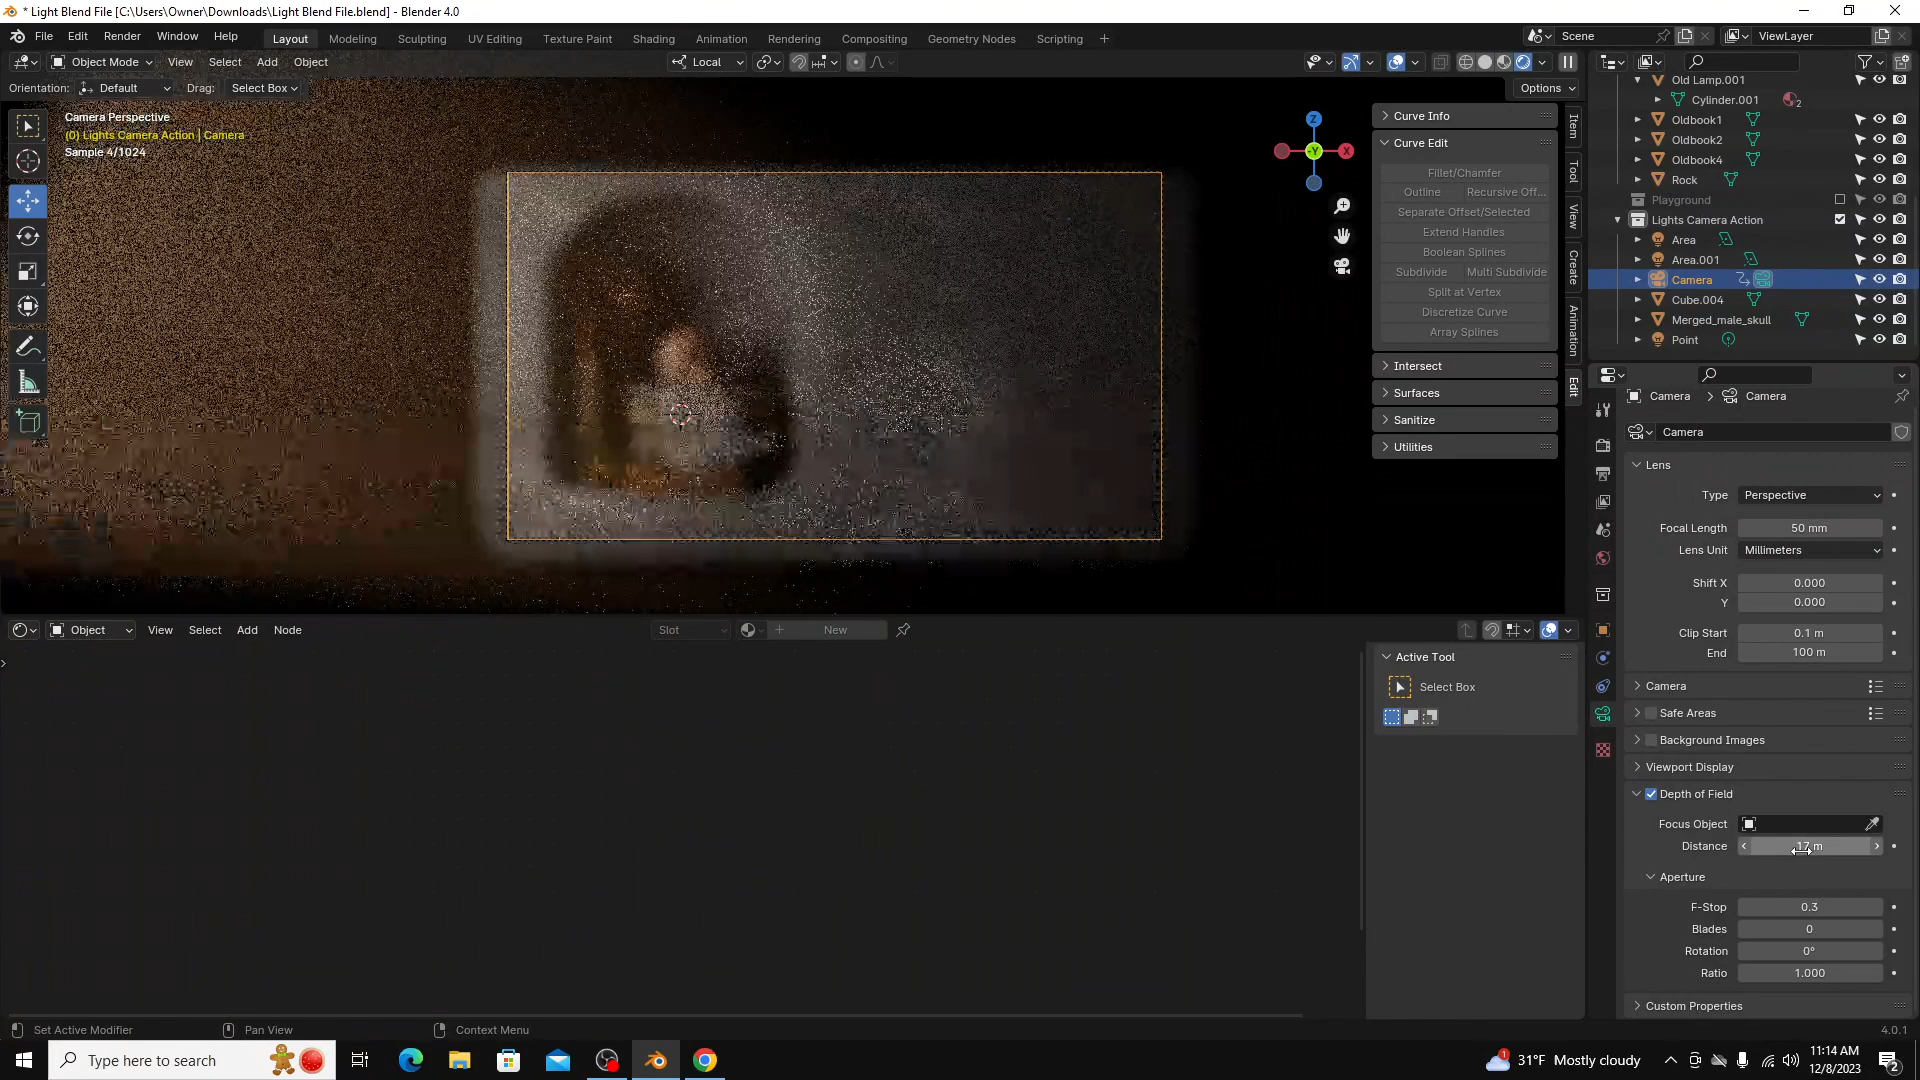 * Light Blend File [C:\Users\Owner\Downloads\Light Blend File.blend] - Blender 4.0
File Edit Render Window Help
Layout Modeling Sculpting UV Editing Texture Paint Shading Animation Rendering Compositing Geometry Nodes Scripting +
Scene
ViewLayer
Object Mode View Select Add Object
Local
Orientation: Default Drag: Select Box
Options
Camera Perspective
(0) Lights Camera Action | Camera
Sample 4/1024
Z
X
-Y
Curve Info
Curve Edit
Fillet/Chamfer
Outline Recursive Off...
Separate Offset/Selected
Extend Handles
Boolean Splines
Subdivide Multi Subdivide
Split at Vertex
Discretize Curve
Array Splines
Intersect
Surfaces
Sanitize
Utilities
Item
Tool
View
Create
Animation
Edit
Old Lamp.001
Cylinder.001 2
Oldbook1
Oldbook2
Oldbook4
Rock
Playground
Lights Camera Action
Area
Area.001
Camera
Cube.004
Merged_male_skull
Point
Camera > Camera
Camera
Lens
Type Perspective
Focal Length 50 mm
Lens Unit Millimeters
Shift X 0.000
Y 0.000
Clip Start 0.1 m
End 100 m
Camera
Safe Areas
Background Images
Viewport Display
Depth of Field
Focus Object
Distance 17 m
Aperture
F-Stop 0.3
Blades 0
Rotation 0°
Ratio 1.000
Custom Properties
Object View Select Add Node
Slot
New
Active Tool
Select Box
Set Active Modifier Pan View Context Menu
4.0.1
Type here to search
31°F Mostly cloudy
11:14 AM
12/8/2023
1
2